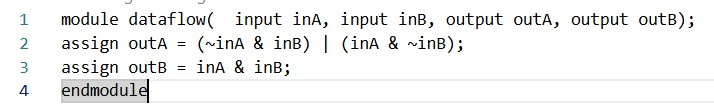 1 module dataflow(  input inA, input inB, output outA, output outB);
2 assign outA = (~inA & inB) | (inA & ~inB);
3 assign outB = inA & inB;
4 endmodule